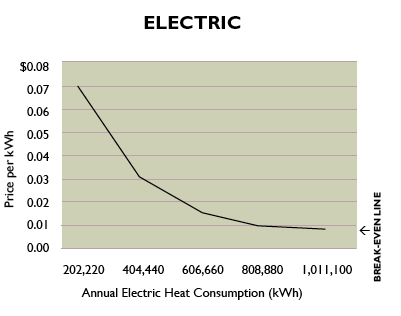 ELECTRIC
$0.08
0.07
0.06
0.05
0.04
0.03
0.02
0.01
0.00
Price per kWh
202,220 404,440 606,660 808,880 1,011,100
Annual Electric Heat Consumption (kWh)
BREAK-EVEN LINE